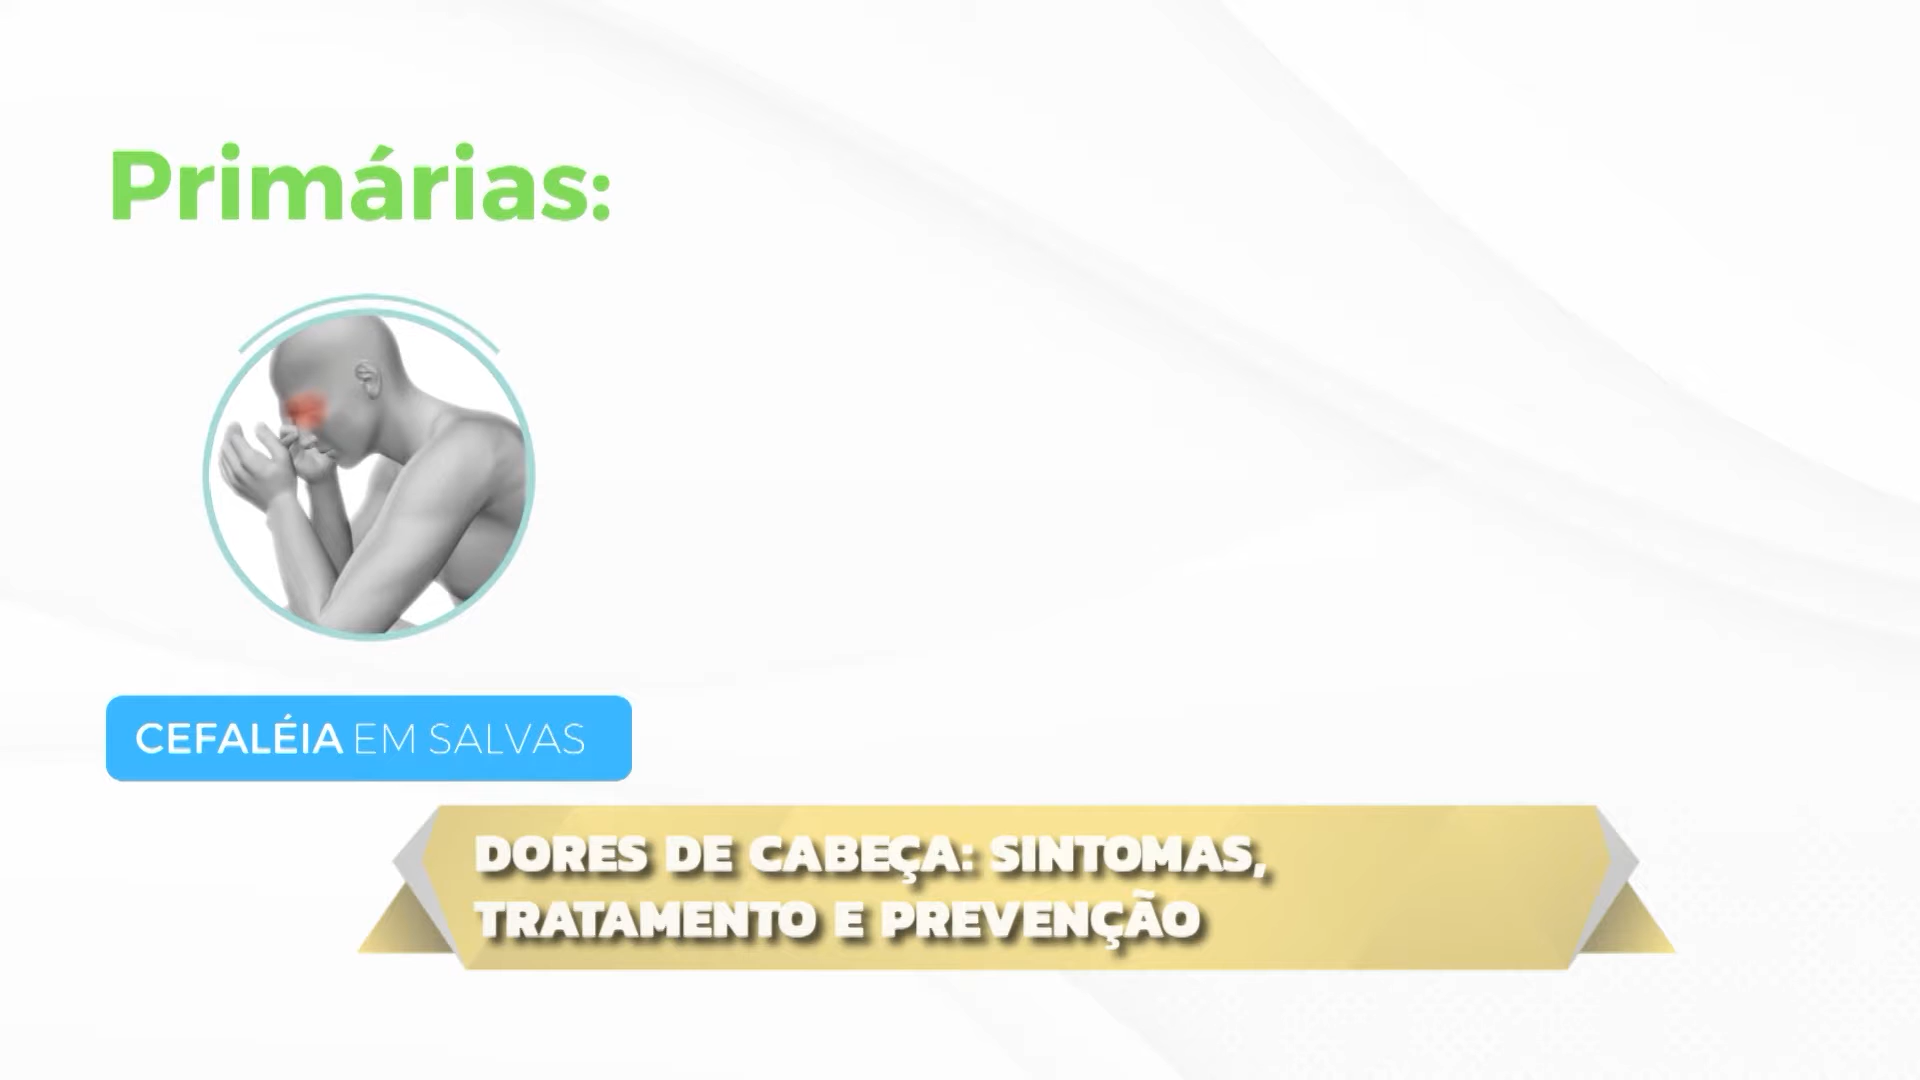 Primárias:
CEFALÉIA EM SALVAS
DORES DE CABEÇA: SINTOMAS,
TRATAMENTO E PREVENÇÃO